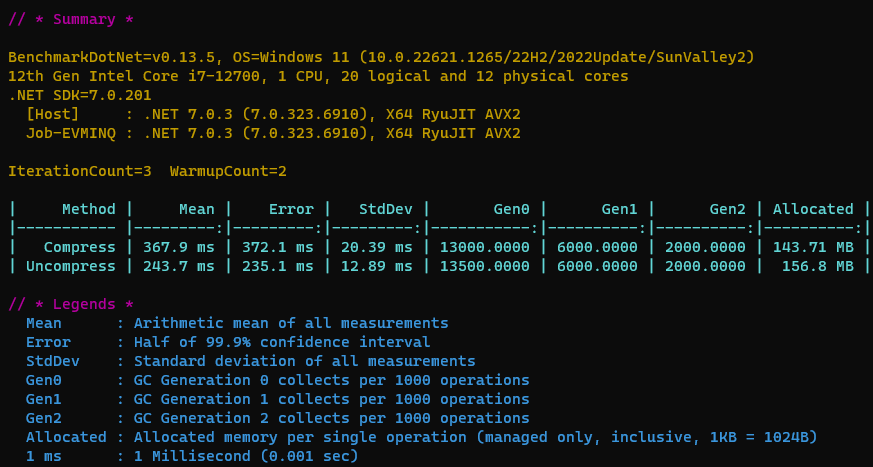 // * Summary *
BenchmarkDotNet=v0.13.5, OS=Windows 11 (10.0.22621.1265/22H2/2022Update/SunValley2)
12th Gen Intel Core i7-12700, 1 CPU, 20 logical and 12 physical cores
.NET SDK=7.0.201
  [Host]     : .NET 7.0.3 (7.0.323.6910), X64 RyuJIT AVX2
  Job-EVMINQ : .NET 7.0.3 (7.0.323.6910), X64 RyuJIT AVX2
IterationCount=3  WarmupCount=2
|     Method |     Mean |    Error |   StdDev |       Gen0 |      Gen1 |      Gen2 | Allocated |
|----------- |---------:|---------:|---------:|-----------:|----------:|----------:|----------:|
|   Compress | 367.9 ms | 372.1 ms | 20.39 ms | 13000.0000 | 6000.0000 | 2000.0000 | 143.71 MB |
| Uncompress | 243.7 ms | 235.1 ms | 12.89 ms | 13500.0000 | 6000.0000 | 2000.0000 |  156.8 MB |
// * Legends *
  Mean      : Arithmetic mean of all measurements
  Error     : Half of 99.9% confidence interval
  StdDev    : Standard deviation of all measurements
  Gen0      : GC Generation 0 collects per 1000 operations
  Gen1      : GC Generation 1 collects per 1000 operations
  Gen2      : GC Generation 2 collects per 1000 operations
  Allocated : Allocated memory per single operation (managed only, inclusive, 1KB = 1024B)
  1 ms      : 1 Millisecond (0.001 sec)